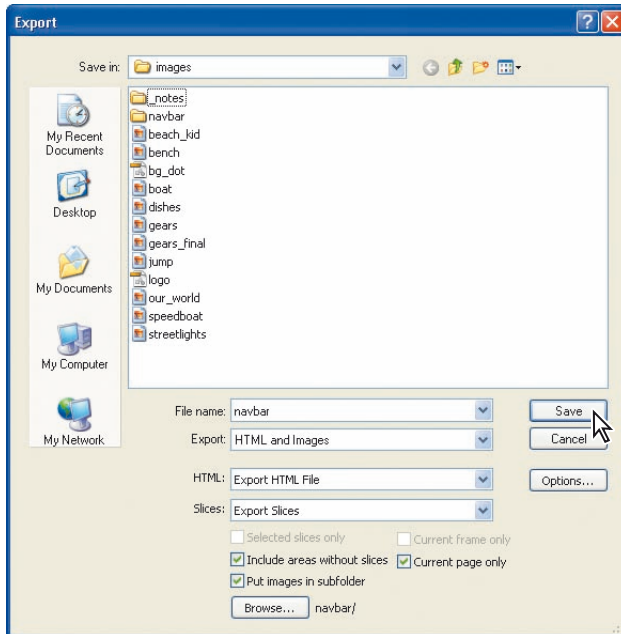 Export
Save in: images
My Recent
Documents
Desktop
My Documents
My Computer
My Network
_notes
navbar
beach_kid
bench
bg_dot
boat
dishes
gears
gears_final
jump
logo
our_world
speedboat
streetlights
File name: navbar Save
Export: HTML and Images Cancel
HTML: Export HTML File Options...
Slices: Export Slices
Selected slices only Current frame only
Include areas without slices Current page only
Put images in subfolder
Browse... navbar/